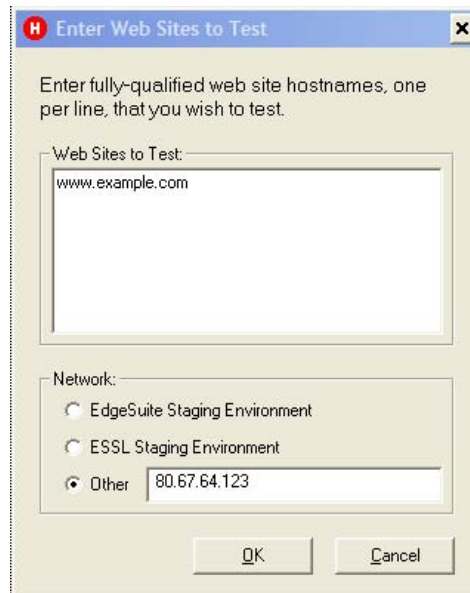 H Enter Web Sites to Test
Enter fully-qualified web site hostnames, one
per line, that you wish to test.
Web Sites to Test:
www.example.com
Network:
EdgeSuite Staging Environment
ESSL Staging Environment
Other 80.67.64.123
OK Cancel